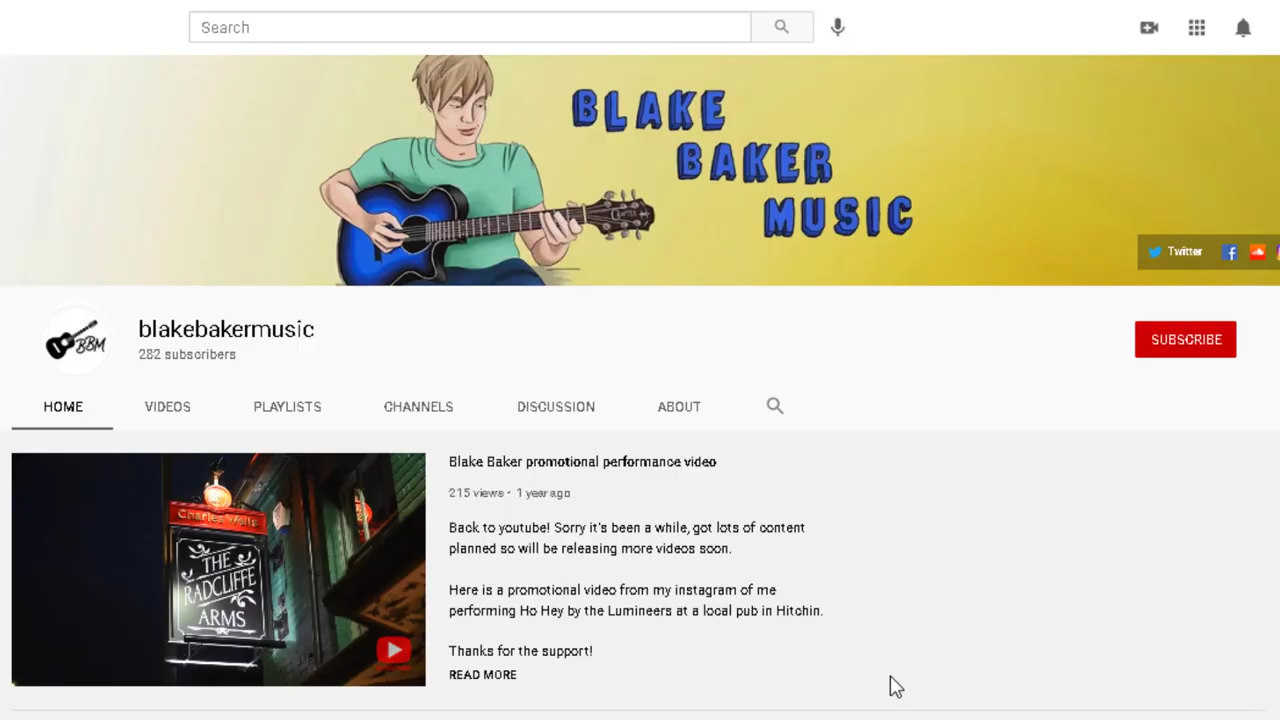 Search
BLAKE
BAKER
MUSIC
Twitter
BBM
blakebakermusic
282 subscribers
SUBSCRIBE
HOME VIDEOS PLAYLISTS CHANNELS DISCUSSION ABOUT
Charles Wells
THE
RADCLIFFE
ARMS
Blake Baker promotional performance video
215 views • 1 year ago
Back to youtube! Sorry it's been a while, got lots of content
planned so will be releasing more videos soon.
Here is a promotional video from my instagram of me
performing Ho Hey by the Lumineers at a local pub in Hitchin.
Thanks for the support!
READ MORE